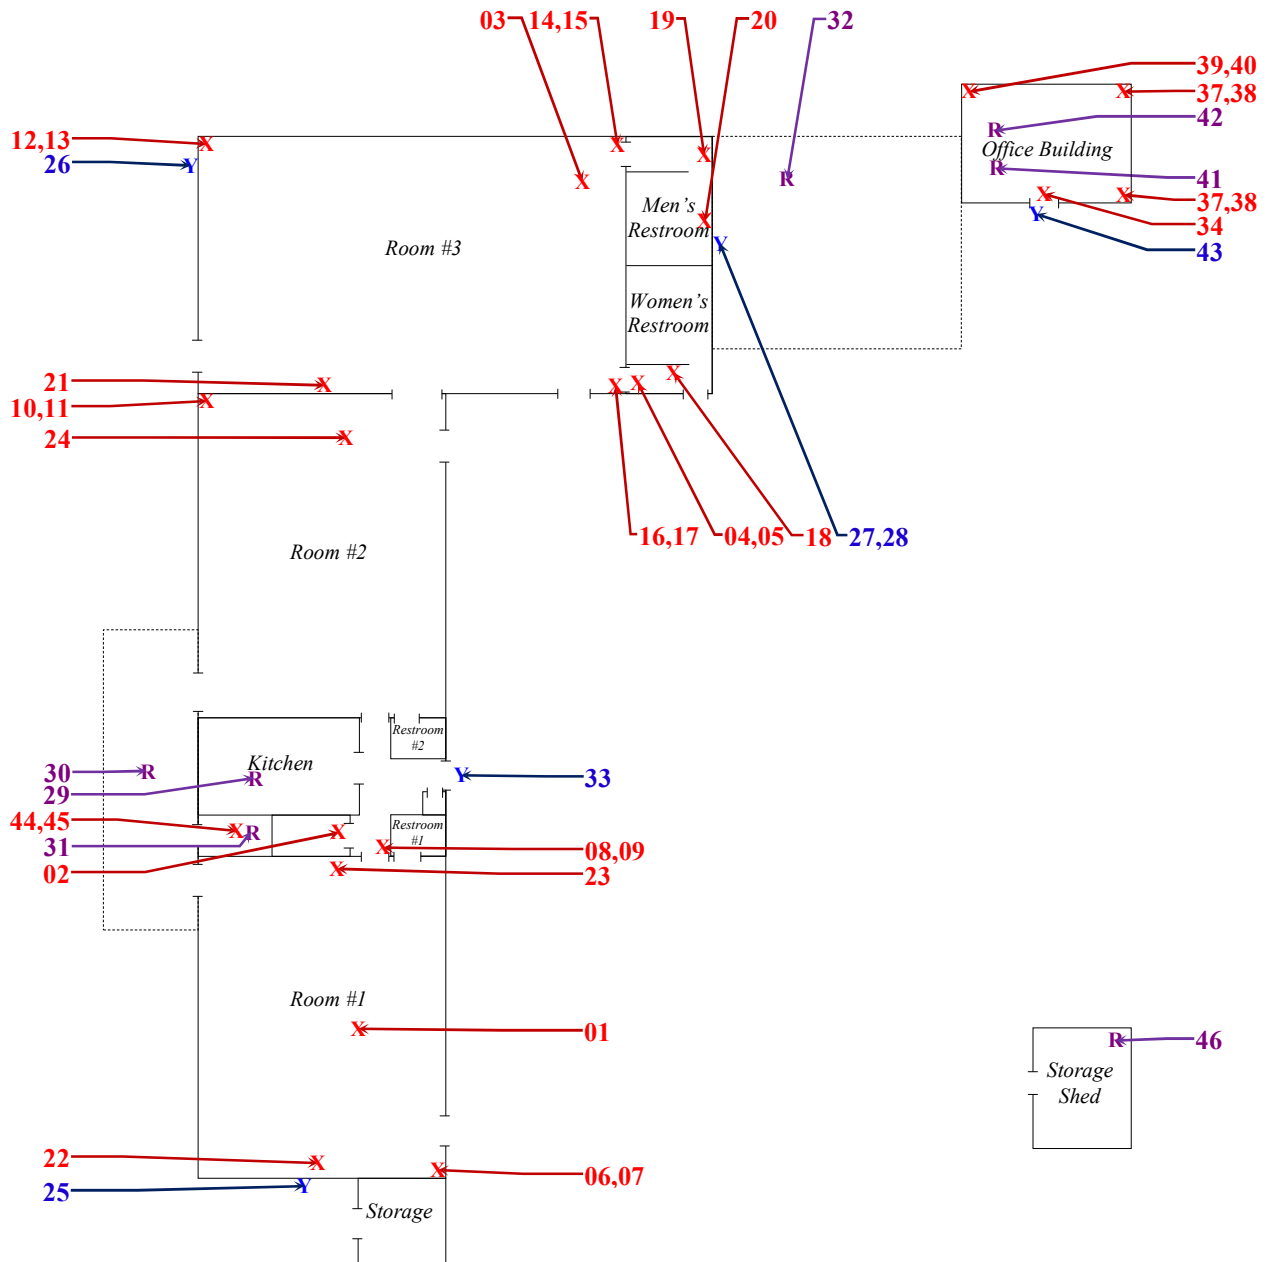 03 14,15 19 20 32
39,40
37,38
42
12,13 X X X X X
26 Y R Office Building
R
X R 41
Men's X X 37,38
Restroom X 34
Y
Room #3 Y 43
Women's
Restroom
21 X X X X
10,11 X
24 X
16,17 04,05 18 27,28
Room #2
Restroom
#2
Kitchen
30 R R Y 33
29
44,45 X R X Restroom
#1
31 X 08,09
02 X 23
Room #1
X 01
R 46
Storage
Shed
22 X X 06,07
25 Y
Storage